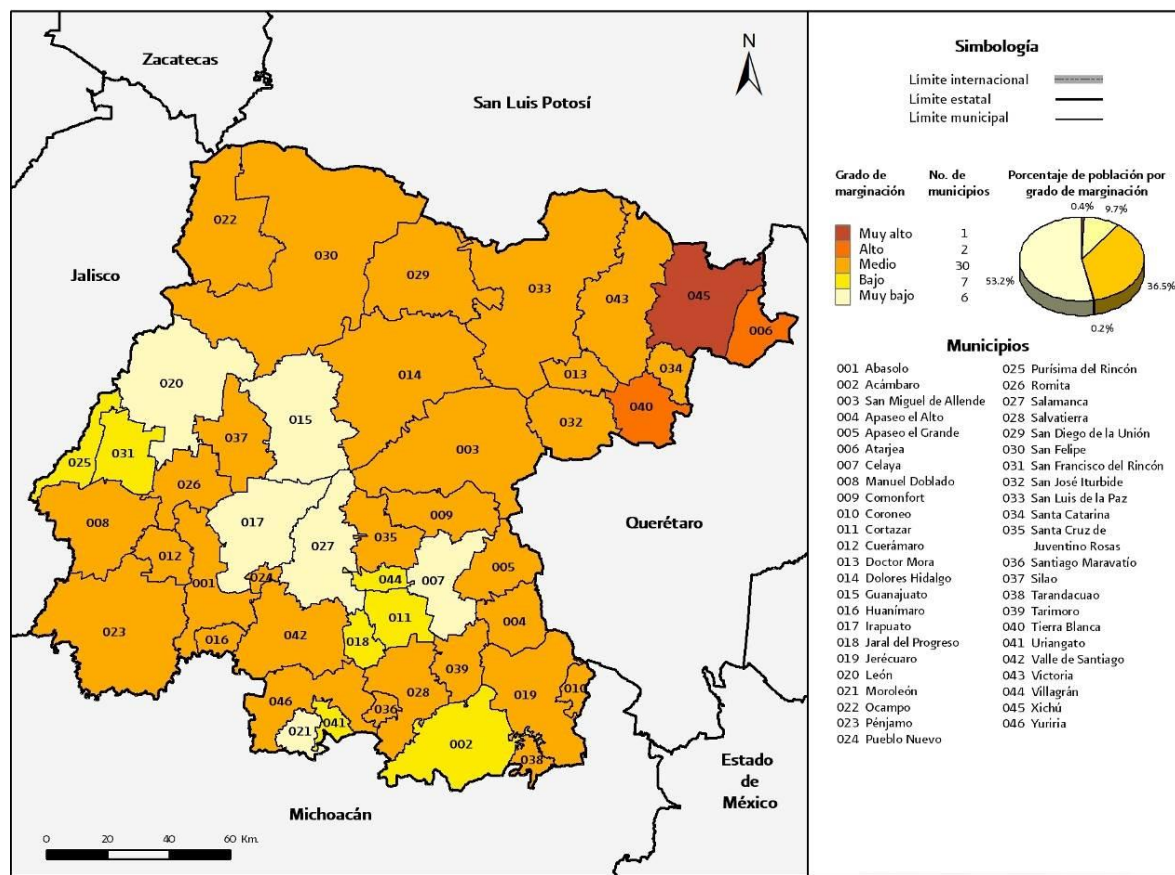 Zacatecas
N
San Luis Potosí
Jalisco
022
030
029
033
043
045
006
034
013
014
040
032
020
015
003
025
031
037
026
008
017
027
009
035
Querétaro
012
001
024
044
007
005
023
016
042
018
011
004
039
019
010
028
046
036
021
041
002
038
Michoacán
Estado
de
México
0 20 40 60 Km.
Simbología
Límite internacional
Límite estatal
Límite municipal
Grado de marginación No. de municipios
Muy alto 1
Alto 2
Medio 30
Bajo 7
Muy bajo 6
Porcentaje de población por
grado de marginación
0.4% 9.7%
53.2% 36.5%
0.2%
Municipios
001 Abasolo
002 Acámbaro
003 San Miguel de Allende
004 Apaseo el Alto
005 Apaseo el Grande
006 Atarjea
007 Celaya
008 Manuel Doblado
009 Comonfort
010 Coroneo
011 Cortazar
012 Cuerámaro
013 Doctor Mora
014 Dolores Hidalgo
015 Guanajuato
016 Huanímaro
017 Irapuato
018 Jaral del Progreso
019 Jerécuaro
020 León
021 Moroleón
022 Ocampo
023 Pénjamo
024 Pueblo Nuevo
025 Purísima del Rincón
026 Romita
027 Salamanca
028 Salvatierra
029 San Diego de la Unión
030 San Felipe
031 San Francisco del Rincón
032 San José Iturbide
033 San Luis de la Paz
034 Santa Catarina
035 Santa Cruz de
Juventino Rosas
036 Santiago Maravatío
037 Silao
038 Tarandacuao
039 Tarimoro
040 Tierra Blanca
041 Uriangato
042 Valle de Santiago
043 Victoria
044 Villagrán
045 Xichú
046 Yuriria